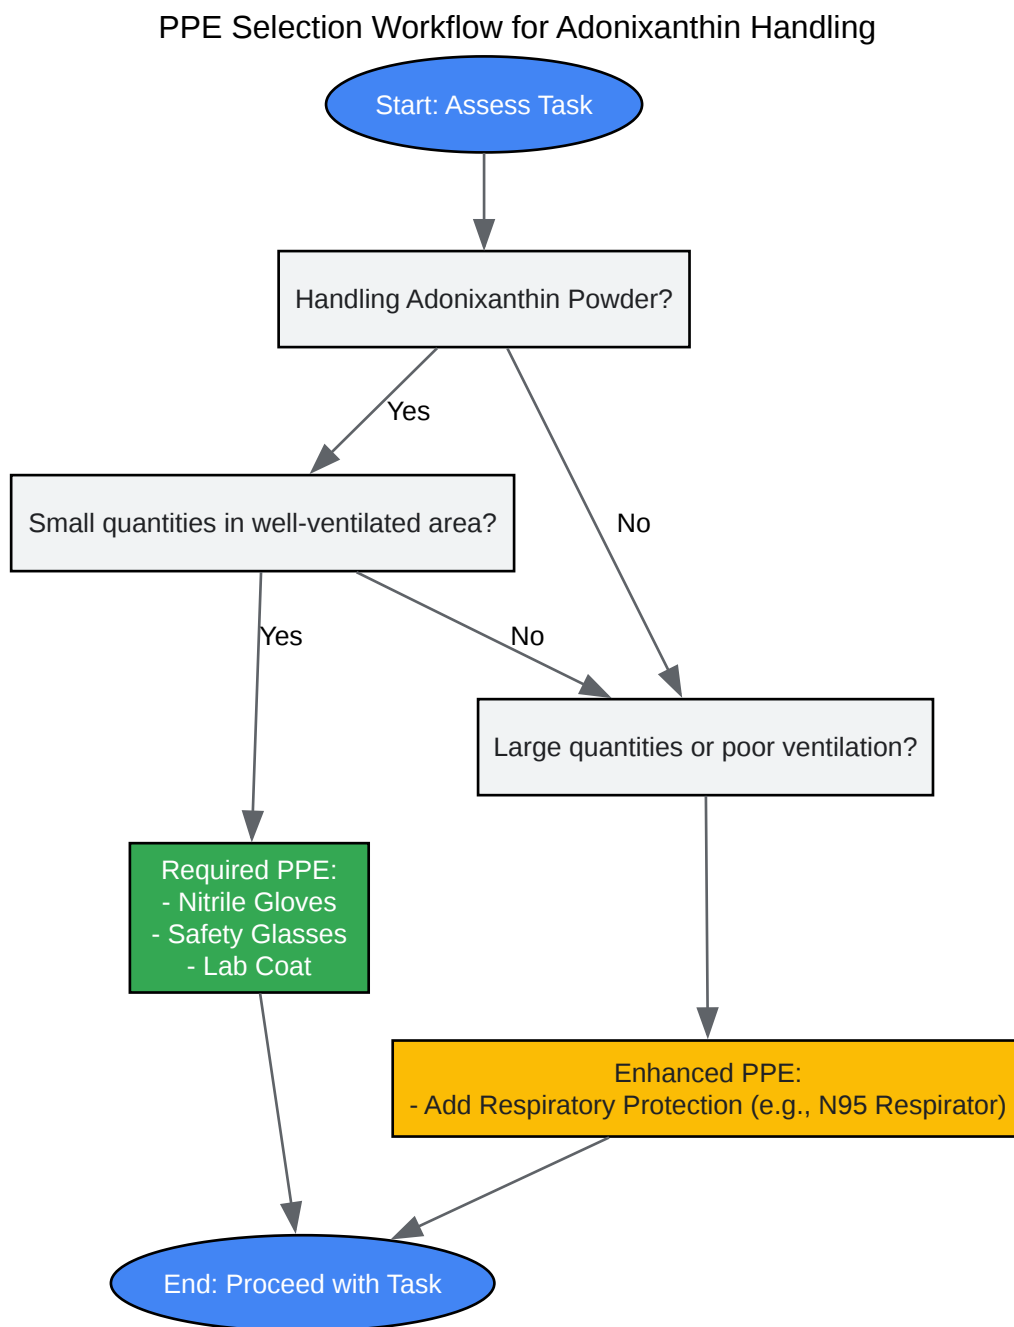 PPE Selection Workflow for Adonixanthin Handling
Start: Assess Task
Handling Adonixanthin Powder?
Yes
No
Small quantities in well-ventilated area?
Yes
No
Large quantities or poor ventilation?
Required PPE:
- Nitrile Gloves
- Safety Glasses
- Lab Coat
Enhanced PPE:
- Add Respiratory Protection (e.g., N95 Respirator)
End: Proceed with Task